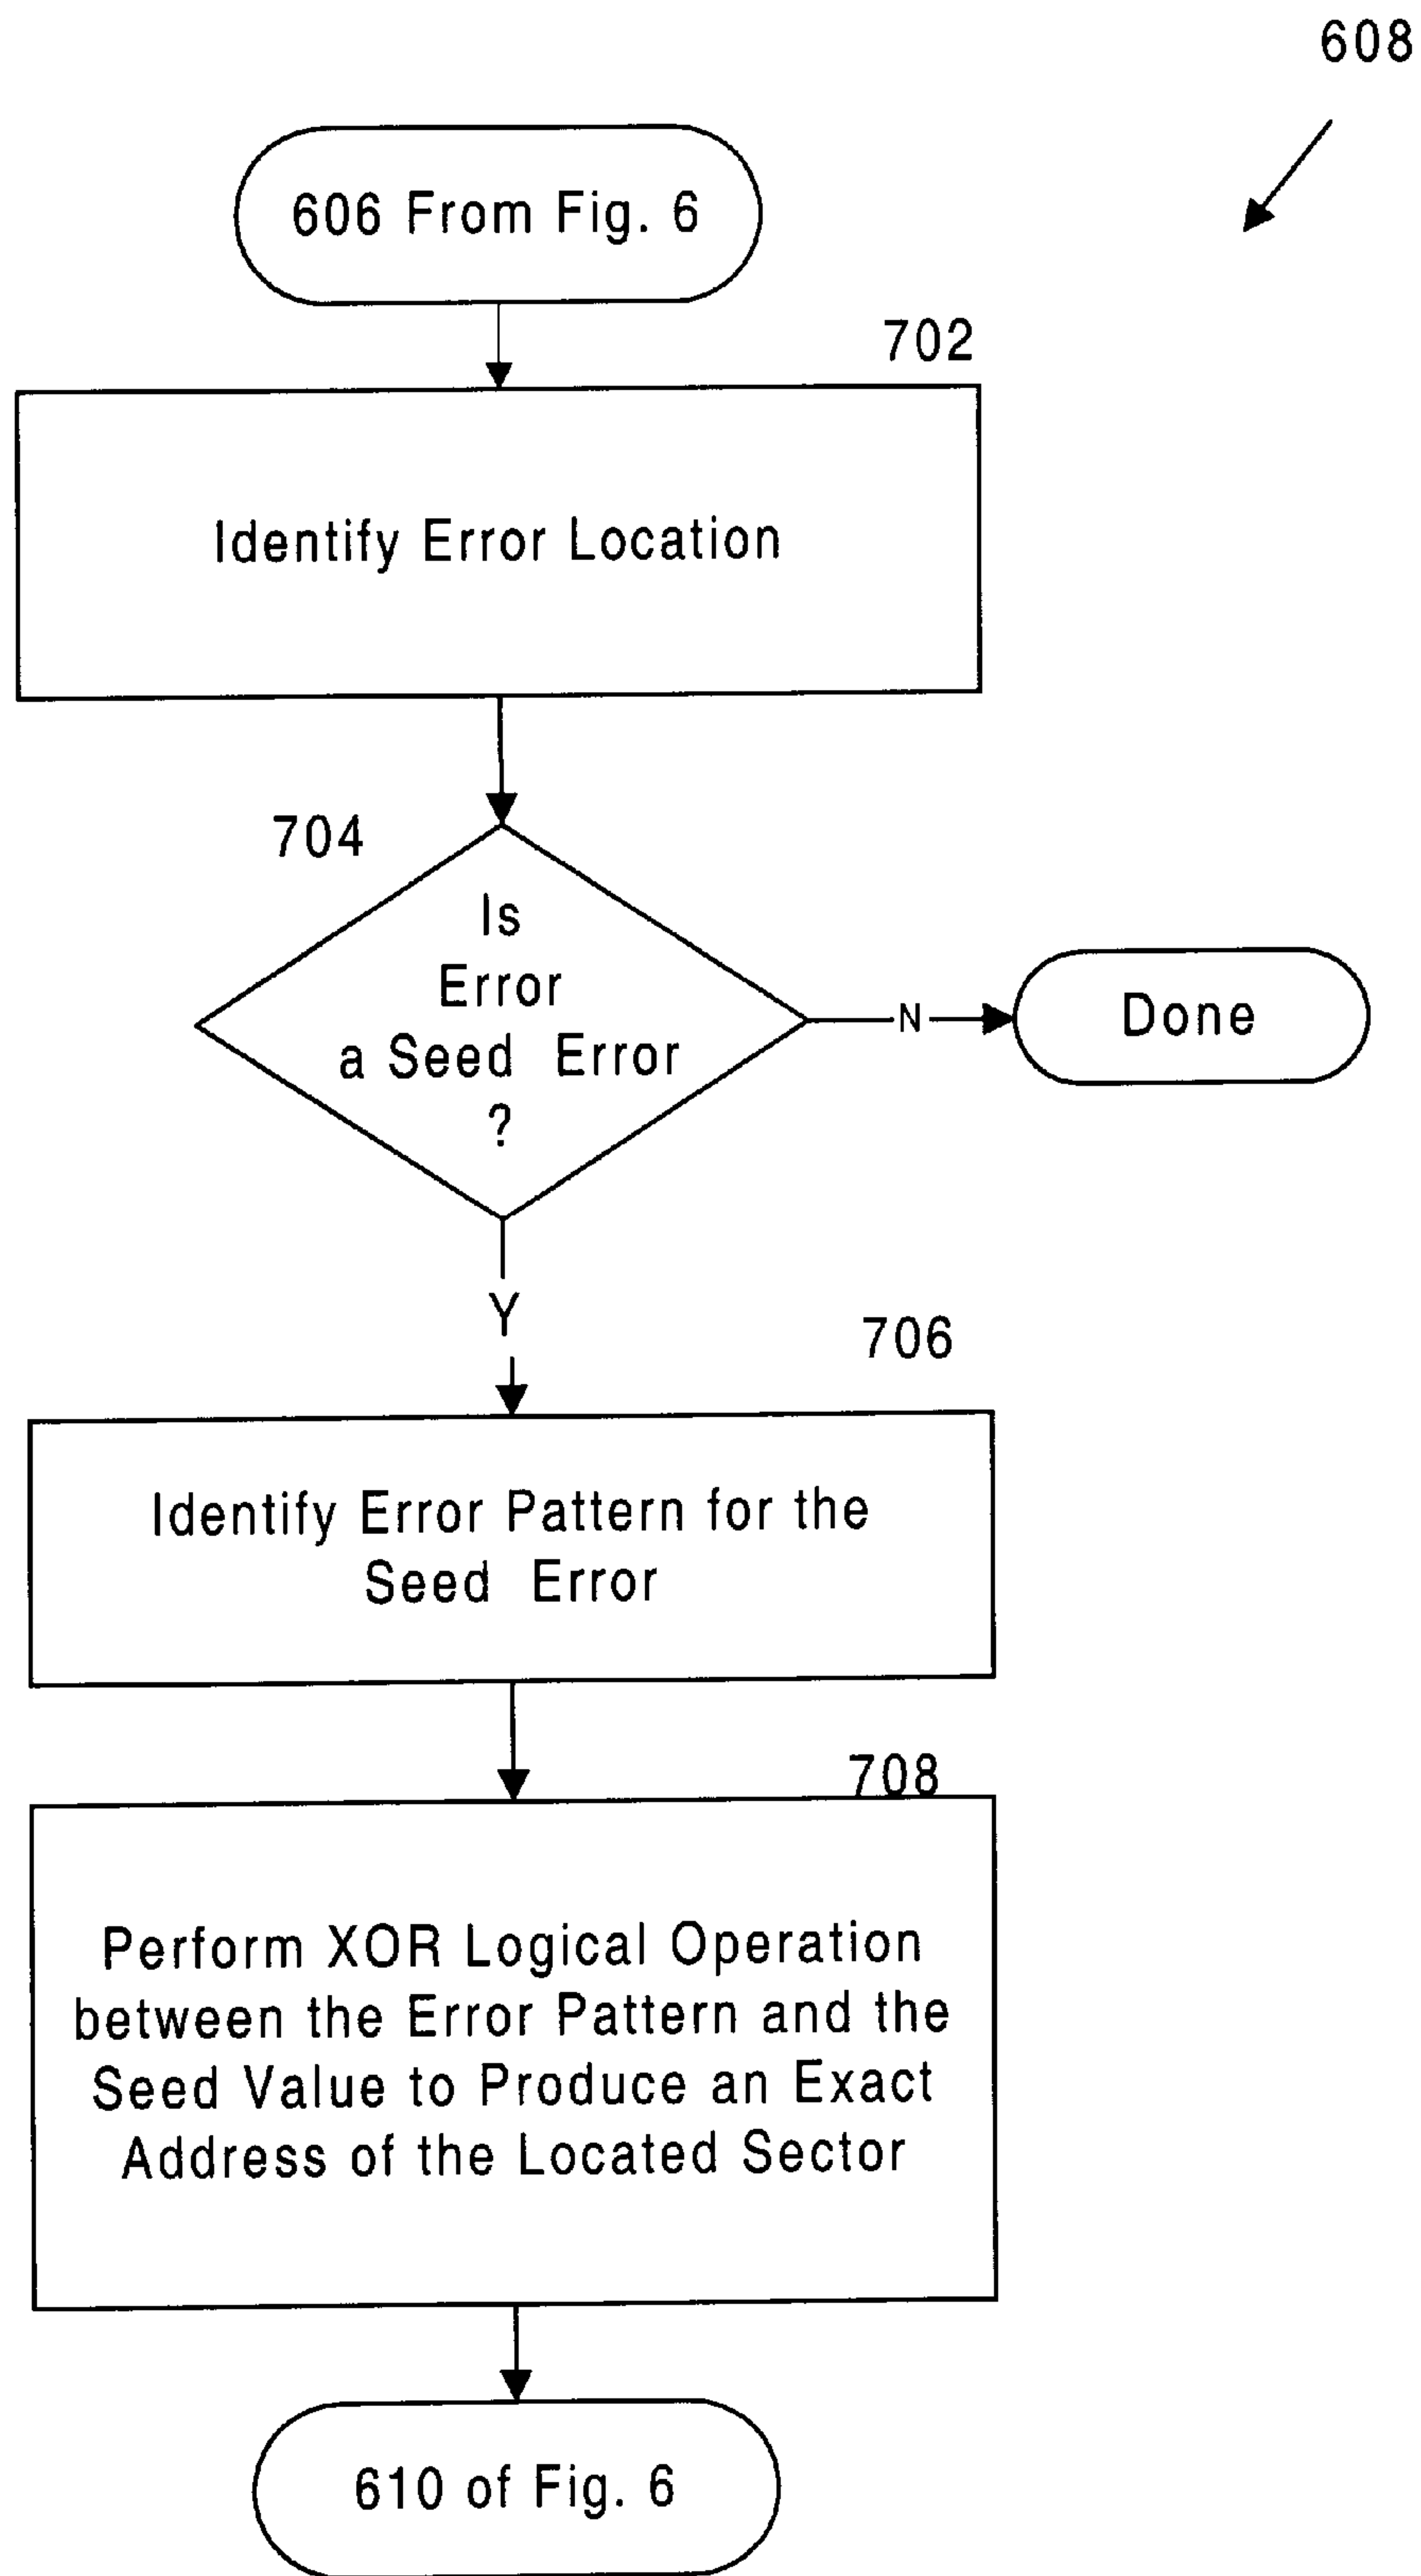 608
606 From Fig. 6
702
Identify Error Location
704
Is
Error
a Seed Error
?
N
Done
Y
706
Identify Error Pattern for the
Seed Error
708
Perform XOR Logical Operation
between the Error Pattern and the
Seed Value to Produce an Exact
Address of the Located Sector
610 of Fig. 6